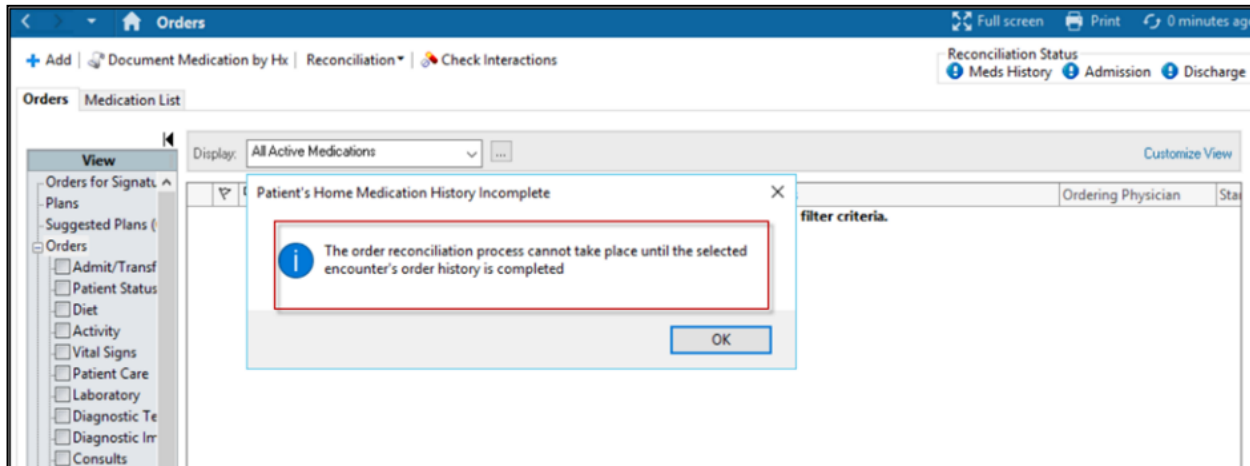 Orders
Full screen Print 0 minutes ago
Add Document Medication by Hx Reconciliation Check Interactions
Reconciliation Status
Meds History Admission Discharge
Orders Medication List
View
Display: All Active Medications ... Customize View
Orders for Signatu
Plans
Suggested Plans (
Orders
Admit/Transf
Patient Status
Diet
Activity
Vital Signs
Patient Care
Laboratory
Diagnostic Te
Diagnostic Im
Consults
Patient's Home Medication History Incomplete
The order reconciliation process cannot take place until the selected
encounter's order history is completed
OK
Ordering Physician Star
filter criteria.